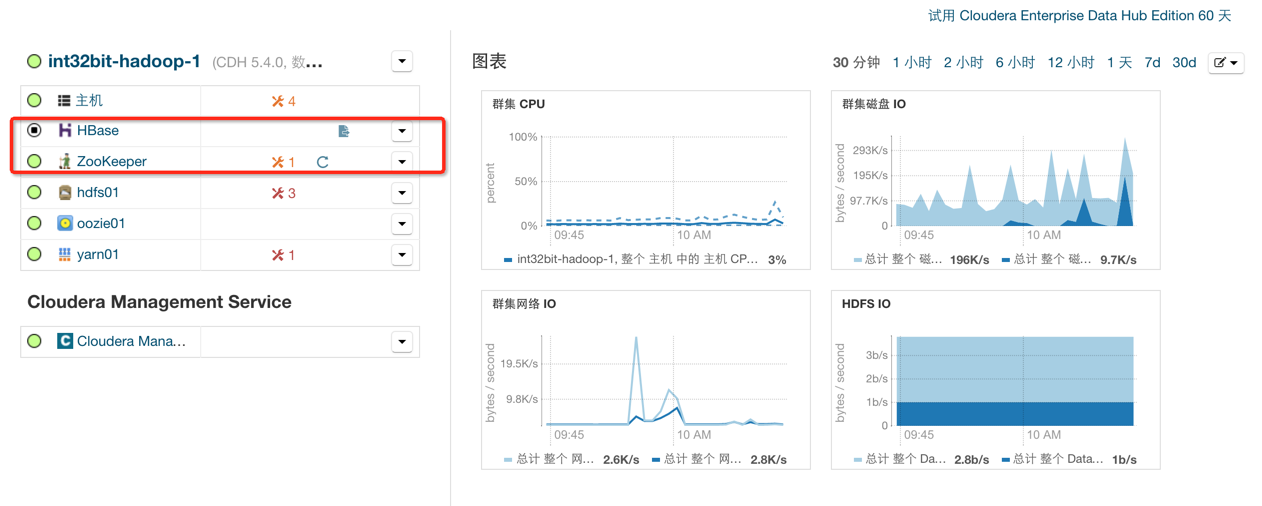 试用 Cloudera Enterprise Data Hub Edition 60 天
int32bit-hadoop-1 (CDH 5.4.0, 数...
主机 4
HBase
ZooKeeper 1
hdfs01 3
oozie01
yarn01 1
Cloudera Management Service
Cloudera Mana...
图表
30 分钟 1 小时 2 小时 6 小时 12 小时 1 天 7d 30d
群集 CPU
percent
100%
50%
0%
09:45 10 AM
int32bit-hadoop-1, 整个 主机 中的 主机 CP... 3%
群集磁盘 IO
bytes / second
293K/s
195K/s
97.7K/s
0
09:45 10 AM
总计 整个 磁... 196K/s 总计 整个 磁... 9.7K/s
群集网络 IO
bytes / second
19.5K/s
9.8K/s
09:45 10 AM
总计 整个 网... 2.6K/s 总计 整个 网... 2.8K/s
HDFS IO
bytes / second
3b/s
2b/s
1b/s
0
09:45 10 AM
总计 整个 Da... 2.8b/s 总计 整个 Data... 1b/s